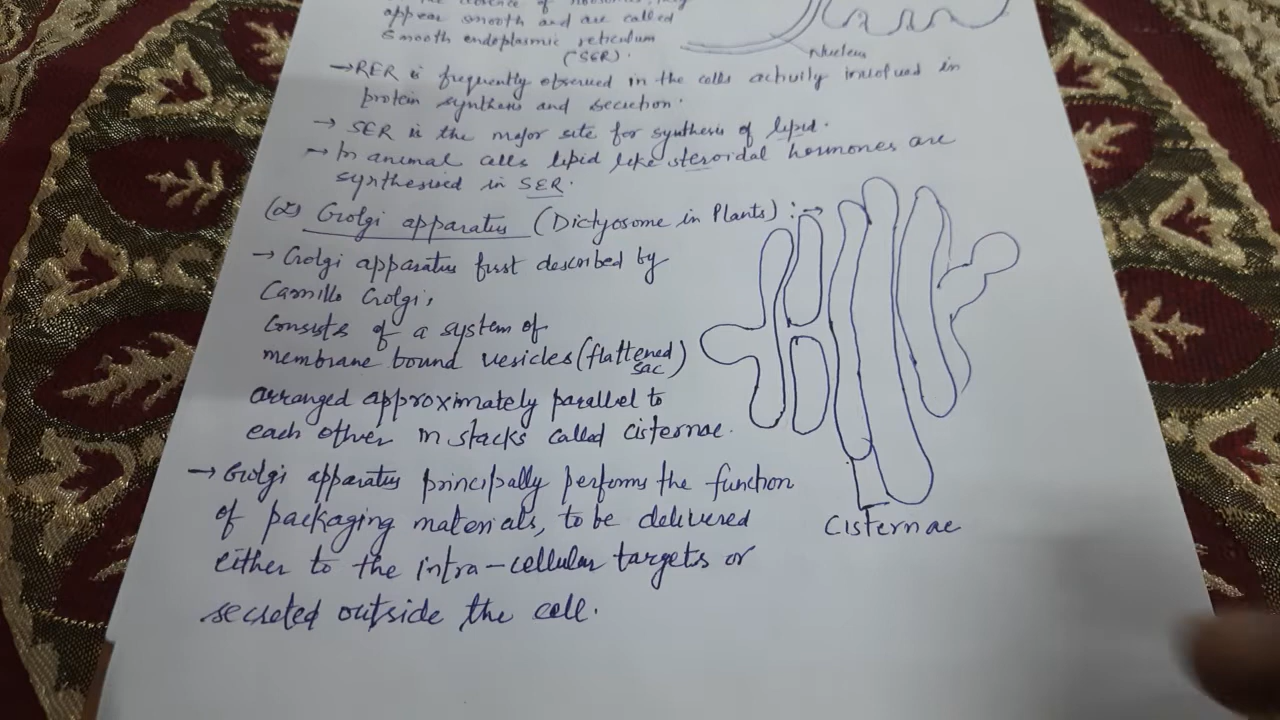 absence of ribosomes, they
appear smooth and are called
Smooth endoplasmic reticulum
(SER).
Nucleus
→ RER is frequently observed in the cells actively involved in
protein synthesis and secretion.
→ SER is the major site for synthesis of lipid.
→ In animal cells lipid like steroidal hormones are
synthesised in SER.
(2) Golgi apparatus (Dictyosome in Plants) :→
→ Golgi apparatus first described by
Camillo Golgi,
Consists of a system of
membrane bound vesicles (flattened
sac)
arranged approximately parallel to
each other in stacks called cisternae.
→ Golgi apparatus principally performs the function
of packaging materials, to be delivered
either to the intra-cellular targets or
secreted outside the cell.
Cisternae